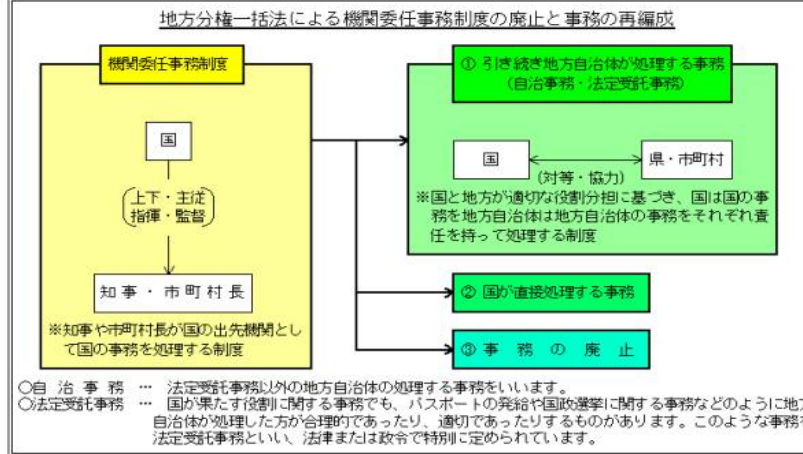 地方分権一括法による機関委任事務制度の廃止と事務の再編成
機関委任事務制度
国
上下・主従
指揮・監督
知事・市町村長
※知事や市町村長が国の出先機関とし
て国の事務を処理する制度
① 引き続き地方自治体が処理する事務
(自治事務・法定受託事務)
国
県・市町村
(対等・協力)
※国と地方が適切な役割分担に基づき、国は国の事
務を地方自治体は地方自治体の事務をそれぞれ責
任を持って処理する制度
② 国が直接処理する事務
③ 事務の廃止
○自治事務 … 法定受託事務以外の地方自治体の処理する事務をいいます。
○法定受託事務 … 国が果たす役割に関する事務でも、パスポートの発給や国政選挙に関する事務などのように地方
自治体が処理した方が合理的であったり、適切であったりするものがあります。このような事務を
法定受託事務といい、法律または政令で特別に定められています。